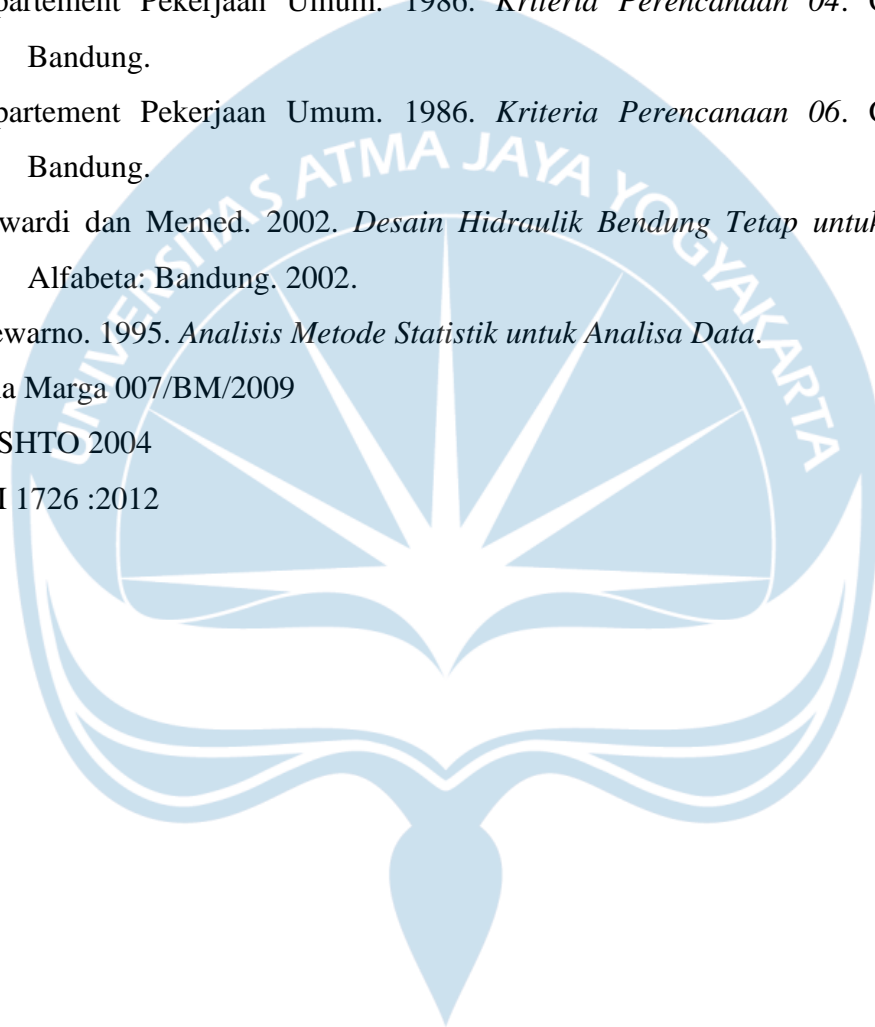 partement Pekerjaan Umum. 1986. Kriteria Perencanaan 04.
Bandung.
partement Pekerjaan Umum. 1986. Kriteria Perencanaan 06.
Bandung.
wardi dan Memed. 2002. Desain Hidraulik Bendung Tetap untuk
Alfabeta: Bandung. 2002.
ewarno. 1995. Analisis Metode Statistik untuk Analisa Data.
a Marga 007/BM/2009
SHTO 2004
I 1726 :2012
UNIVERSITAS ATMA JAYA YOGYAKARTA